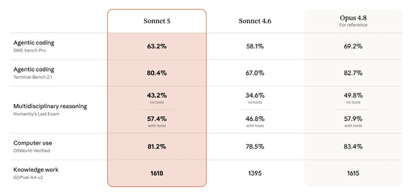 Sonnet 5 Sonnet 4.6 Opus 4.8
For reference
Agentic coding 63.2% 58.1% 69.2%
SWE-bench Pro
Agentic coding 80.4% 67.0% 82.7%
Terminal-Bench 2.1
43.2% 34.6% 49.8%
no tools no tools no tools
Multidisciplinary reasoning
Humanity's Last Exam
57.4% 46.8% 57.9%
with tools with tools with tools
Computer use 81.2% 78.5% 83.4%
OSWorld-Verified
Knowledge work 1618 1395 1615
GDPval-AA v2